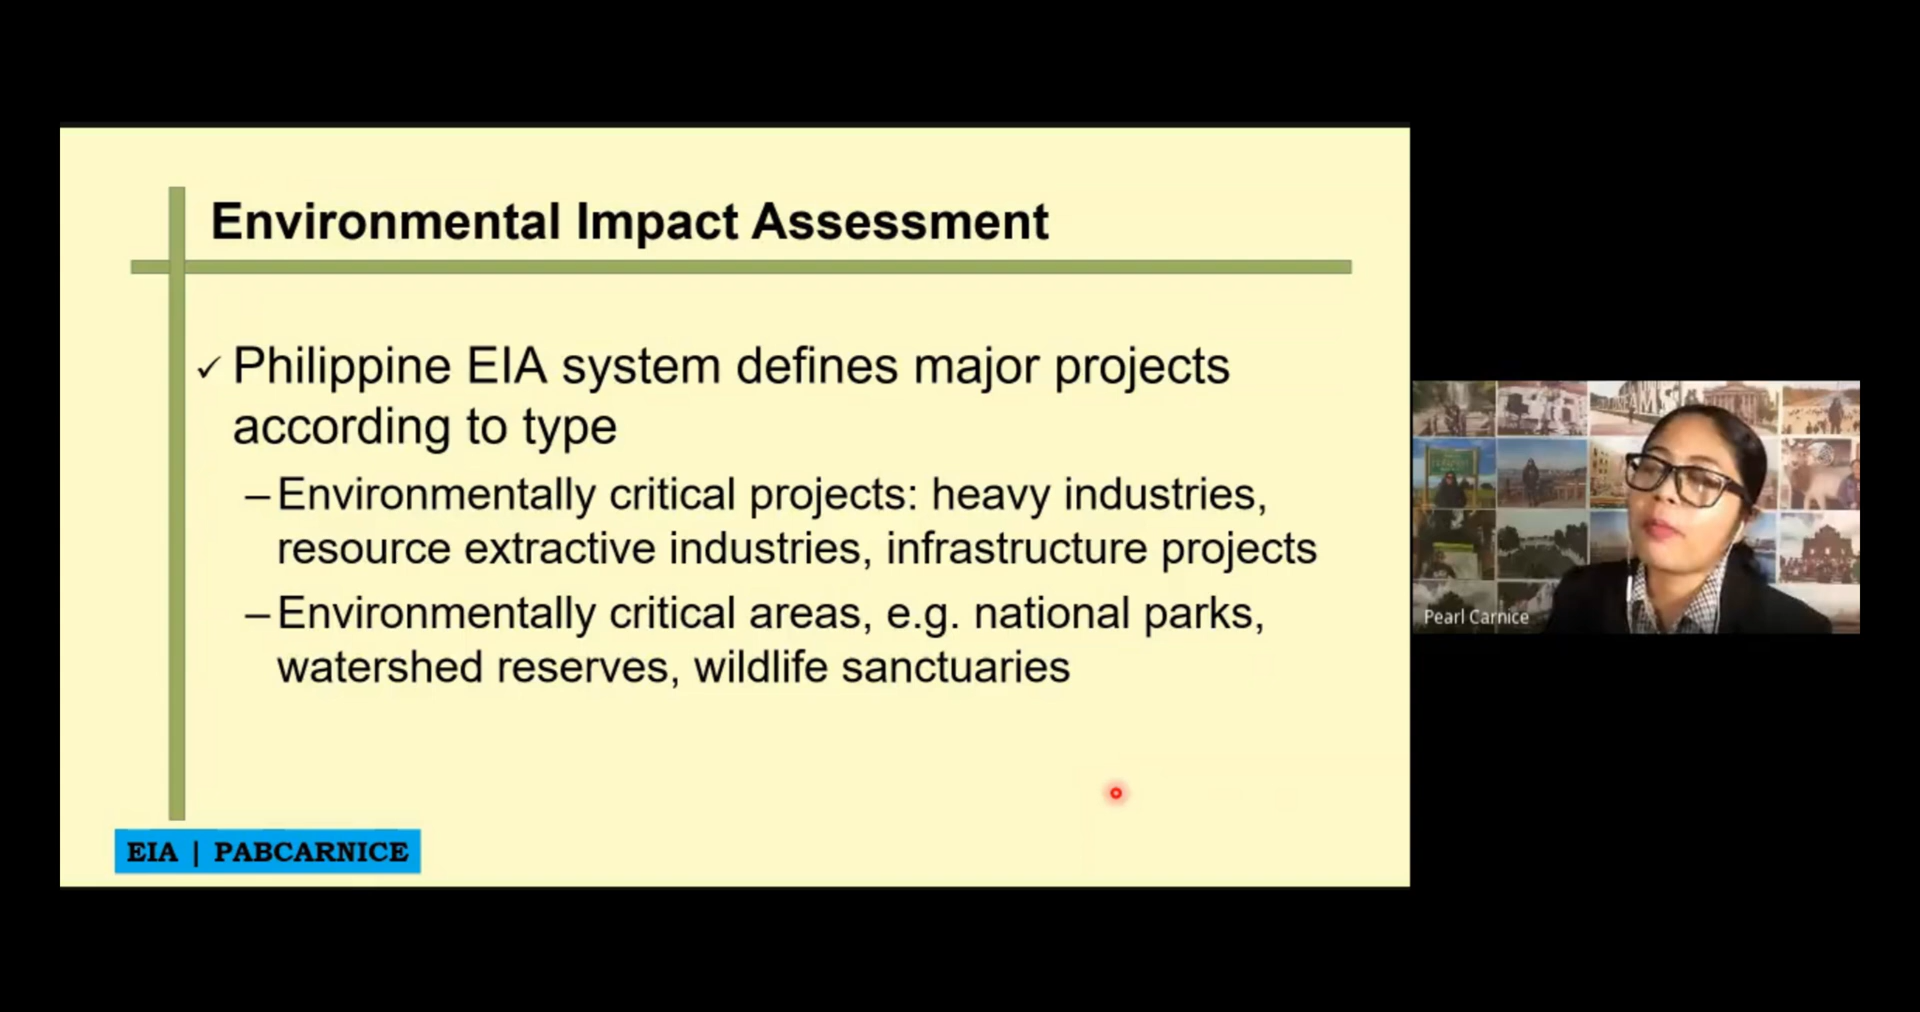 Environmental Impact Assessment
✓ Philippine EIA system defines major projects
according to type
– Environmentally critical projects: heavy industries,
resource extractive industries, infrastructure projects
– Environmentally critical areas, e.g. national parks,
watershed reserves, wildlife sanctuaries
EIA | PABCARNICE
Pearl Carnice